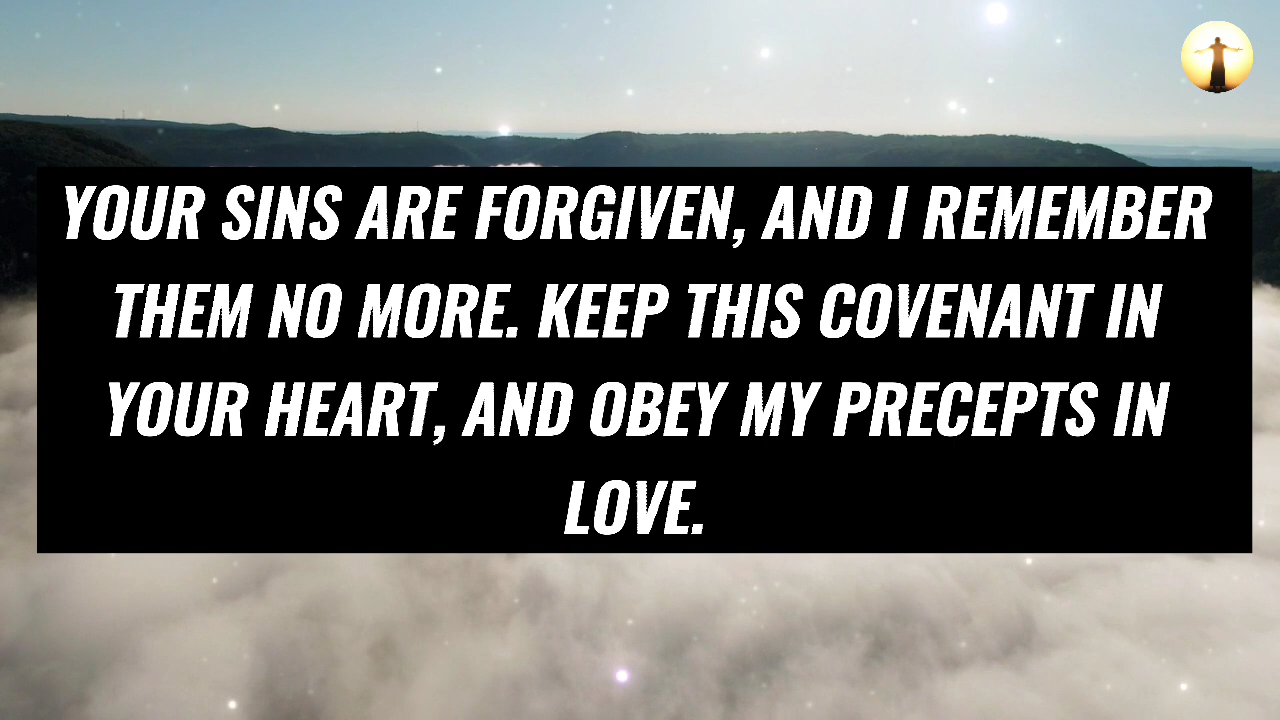 YOUR SINS ARE FORGIVEN, AND I REMEMBER
THEM NO MORE. KEEP THIS COVENANT IN
YOUR HEART, AND OBEY MY PRECEPTS IN
LOVE.